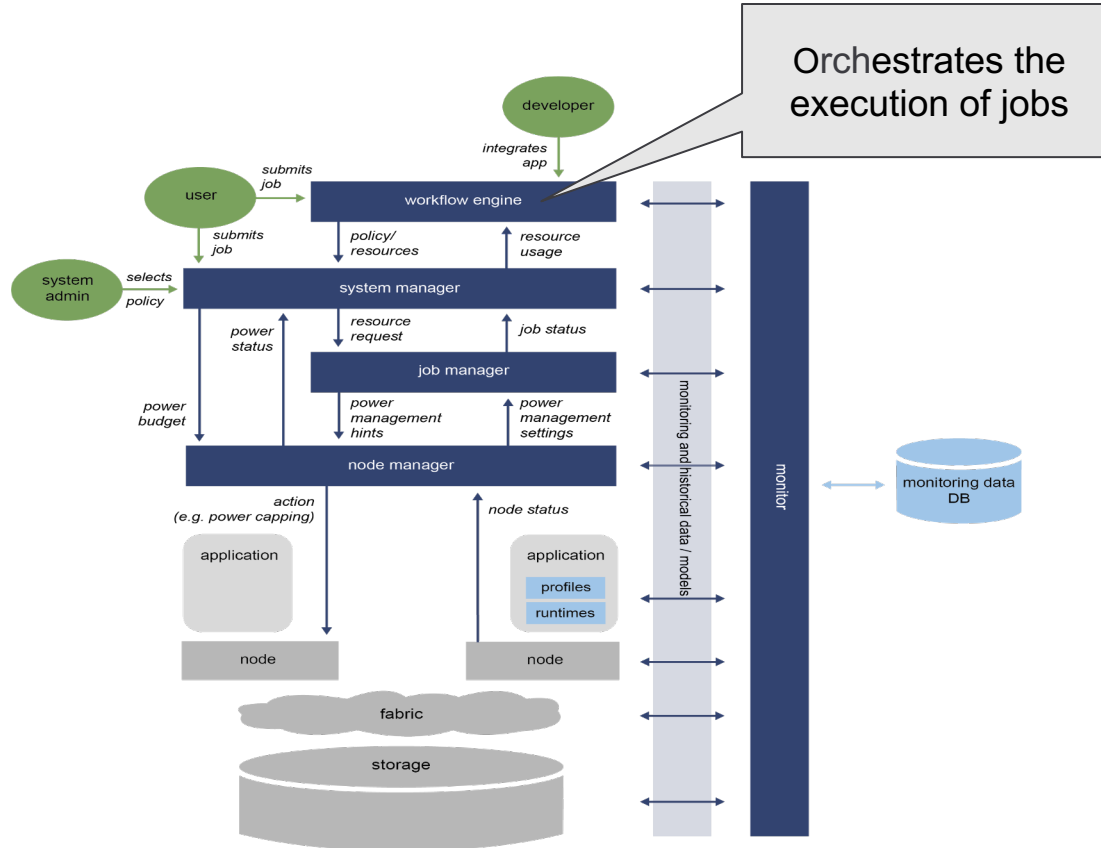 Orchestrates the
execution of jobs
developer
integrates
app
submits
job
user
workflow engine
submits
job
policy/
resources
resource
usage
system
admin
selects
policy
system manager
power
status
resource
request
job status
job manager
power
budget
power
management
hints
power
management
settings
node manager
action
(e.g. power capping)
node status
application
application
profiles
runtimes
node
node
fabric
storage
monitoring and historical data / models
monitor
monitoring data
DB